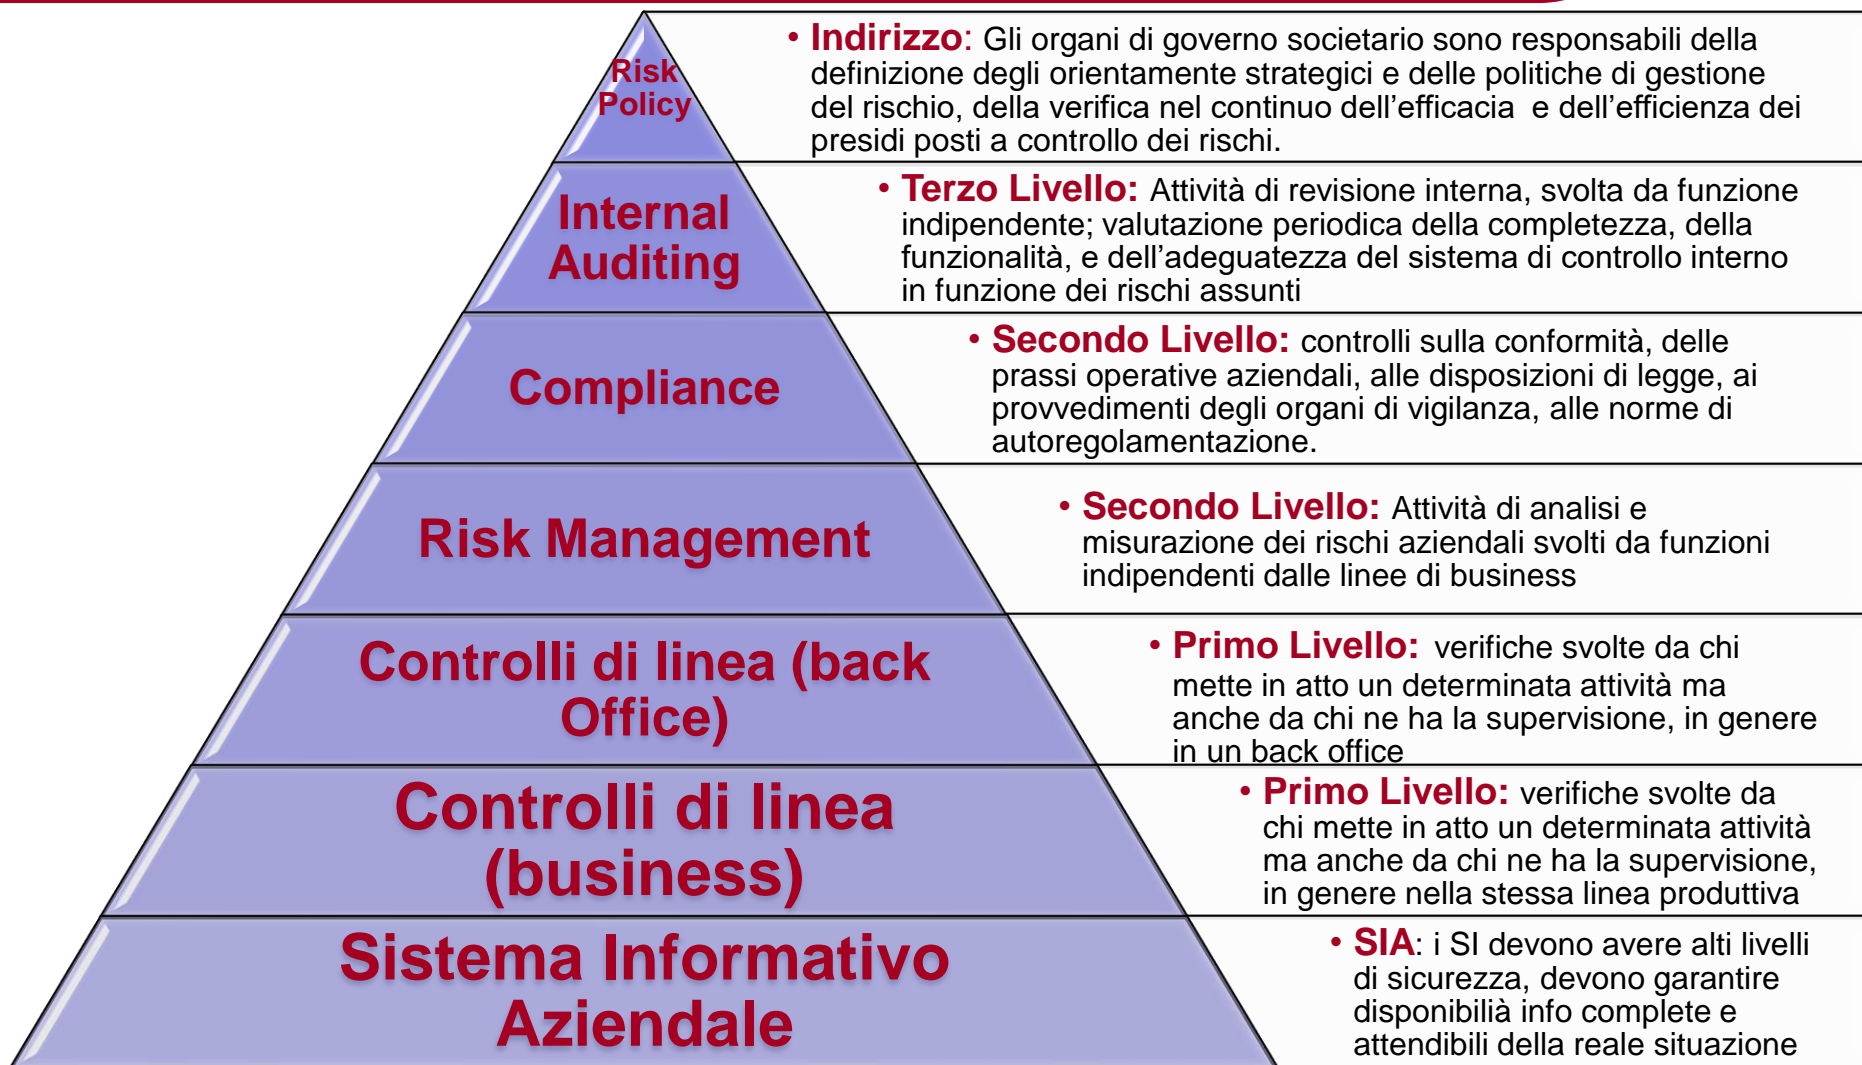 Risk
Policy
• Indirizzo: Gli organi di governo societario sono responsabili della
definizione degli orientamente strategici e delle politiche di gestione
del rischio, della verifica nel continuo dell’efficacia e dell’efficienza dei
presidi posti a controllo dei rischi.
Internal
Auditing
• Terzo Livello: Attività di revisione interna, svolta da funzione
indipendente; valutazione periodica della completezza, della
funzionalità, e dell’adeguatezza del sistema di controllo interno
in funzione dei rischi assunti
Compliance
• Secondo Livello: controlli sulla conformità, delle
prassi operative aziendali, alle disposizioni di legge, ai
provvedimenti degli organi di vigilanza, alle norme di
autoregolamentazione.
Risk Management
• Secondo Livello: Attività di analisi e
misurazione dei rischi aziendali svolti da funzioni
indipendenti dalle linee di business
Controlli di linea (back
Office)
• Primo Livello: verifiche svolte da chi
mette in atto un determinata attività ma
anche da chi ne ha la supervisione, in genere
in un back office
Controlli di linea
(business)
• Primo Livello: verifiche svolte da
chi mette in atto un determinata attività
ma anche da chi ne ha la supervisione,
in genere nella stessa linea produttiva
Sistema Informativo
Aziendale
• SIA: i SI devono avere alti livelli
di sicurezza, devono garantire
disponibilià info complete e
attendibili della reale situazione